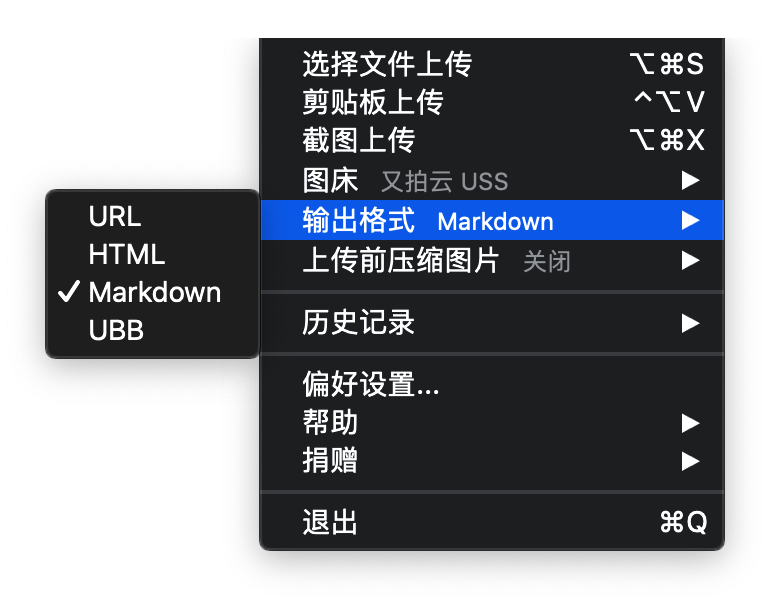 选择文件上传 ⌥⌘S
剪贴板上传 ^⌥V
截图上传 ⌥⌘X
图床 又拍云 USS ▶
输出格式 Markdown ▶
上传前压缩图片 关闭 ▶
历史记录 ▶
偏好设置...
帮助 ▶
捐赠 ▶
退出 ⌘Q
URL
HTML
✓ Markdown
UBB